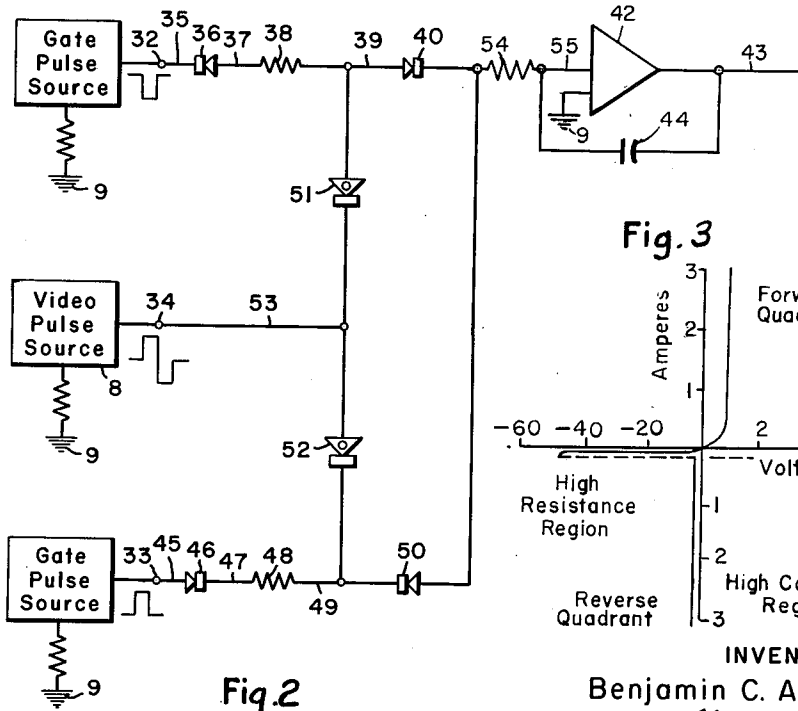 Gate
Pulse
Source
32
35
36
37
38
39
40
54
55
42
43
9
44
9
51
Video
Pulse
Source
34
53
8
9
52
Gate
Pulse
Source
33
45
46
47
48
49
50
9
Fig.2
Fig.3
Amperes
3
2
1
-60
-40
-20
2
High
Resistance
Region
-1
-2
-3
Reverse
Quadrant
INVEN
Benjamin C. A